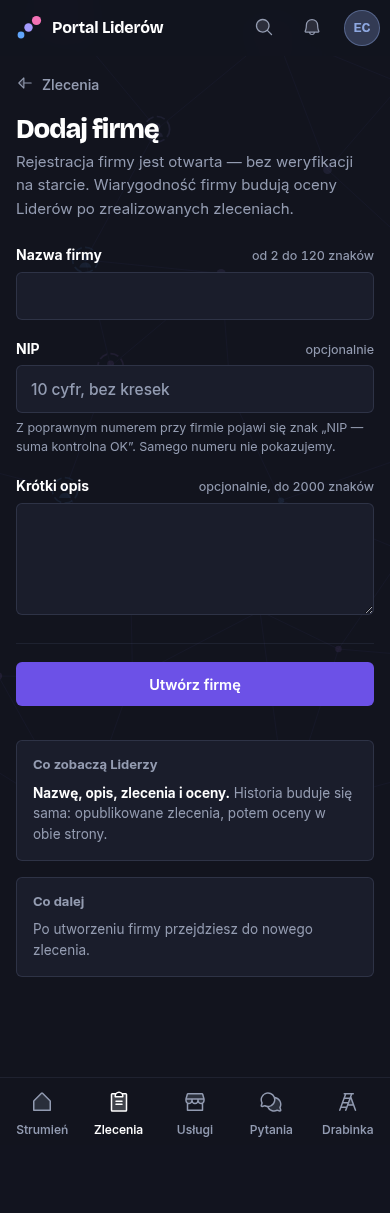 Portal Liderów
EC
Zlecenia
Dodaj firmę
Rejestracja firmy jest otwarta — bez weryfikacji
na starcie. Wiarygodność firmy budują oceny
Liderów po zrealizowanych zleceniach.
Nazwa firmy od 2 do 120 znaków
NIP opcjonalnie
10 cyfr, bez kresek
Z poprawnym numerem przy firmie pojawi się znak „NIP —
suma kontrolna OK”. Samego numeru nie pokazujemy.
Krótki opis opcjonalnie, do 2000 znaków
Utwórz firmę
Co zobaczą Liderzy
Nazwę, opis, zlecenia i oceny. Historia buduje się
sama: opublikowane zlecenia, potem oceny w
obie strony.
Co dalej
Po utworzeniu firmy przejdziesz do nowego
zlecenia.
Strumień Zlecenia Usługi Pytania Drabinka